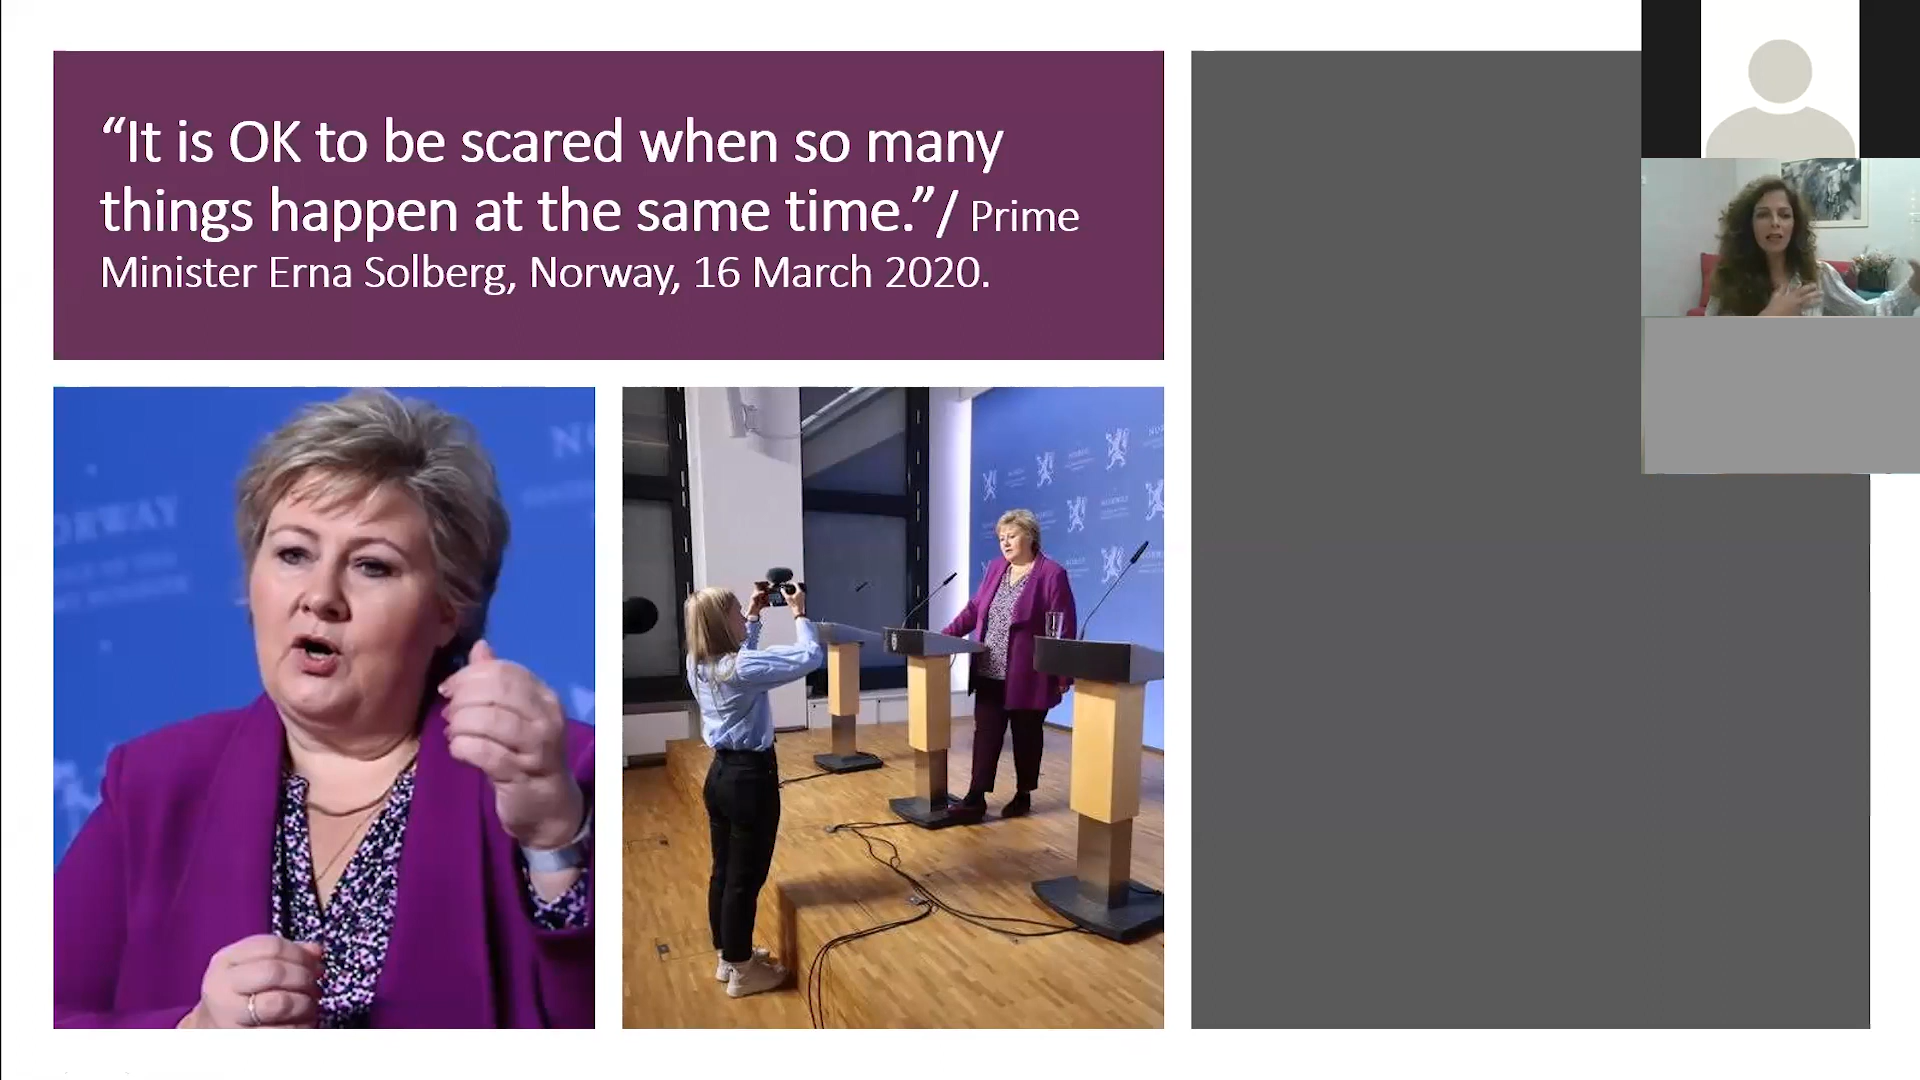 “It is OK to be scared when so many
things happen at the same time.”/ Prime
Minister Erna Solberg, Norway, 16 March 2020.
ORWAY